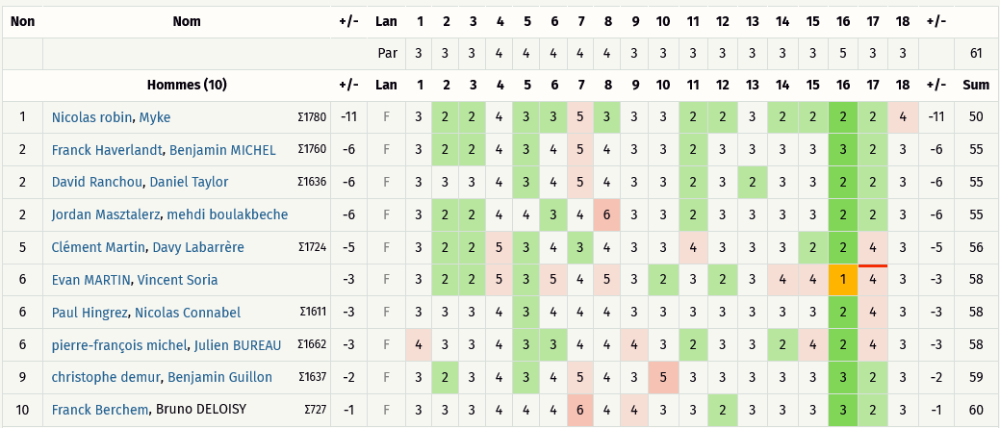 Non Nom +/- Lan 1 2 3 4 5 6 7 8 9 10 11 12 13 14 15 16 17 18 +/-
Par 3 3 3 4 4 4 4 4 3 3 3 3 3 3 3 5 3 3 61
Hommes (10) +/- Lan 1 2 3 4 5 6 7 8 9 10 11 12 13 14 15 16 17 18 +/- Sum
1 Nicolas robin, Myke Σ1780 -11 F 3 2 2 4 3 3 5 3 3 3 2 2 3 2 2 2 2 4 -11 50
2 Franck Haverlandt, Benjamin MICHEL Σ1760 -6 F 3 2 2 4 3 4 5 4 3 3 2 3 3 3 3 3 2 3 -6 55
2 David Ranchou, Daniel Taylor Σ1636 -6 F 3 3 3 4 3 4 5 4 3 3 2 3 2 3 3 2 2 3 -6 55
2 Jordan Masztalerz, mehdi boulakbeche -6 F 3 2 2 4 4 3 4 6 3 3 2 3 3 3 3 2 2 3 -6 55
5 Clément Martin, Davy Labarrère Σ1724 -5 F 3 2 2 5 3 4 3 4 3 3 4 3 3 3 2 2 4 3 -5 56
6 Evan MARTIN, Vincent Soria -3 F 3 2 2 5 3 5 4 5 3 2 3 2 3 4 4 1 4 3 -3 58
6 Paul Hingrez, Nicolas Connabel Σ1611 -3 F 3 3 3 4 3 4 4 4 3 3 3 3 3 3 3 2 4 3 -3 58
6 pierre-françois michel, Julien BUREAU Σ1662 -3 F 4 3 3 4 3 3 4 4 4 3 2 3 3 2 4 2 4 3 -3 58
9 christophe demur, Benjamin Guillon Σ1637 -2 F 3 2 3 4 3 4 5 4 3 5 3 3 3 3 3 3 2 3 -2 59
10 Franck Berchem, Bruno DELOISY Σ727 -1 F 3 3 3 4 4 4 6 4 4 3 3 2 3 3 3 3 2 3 -1 60